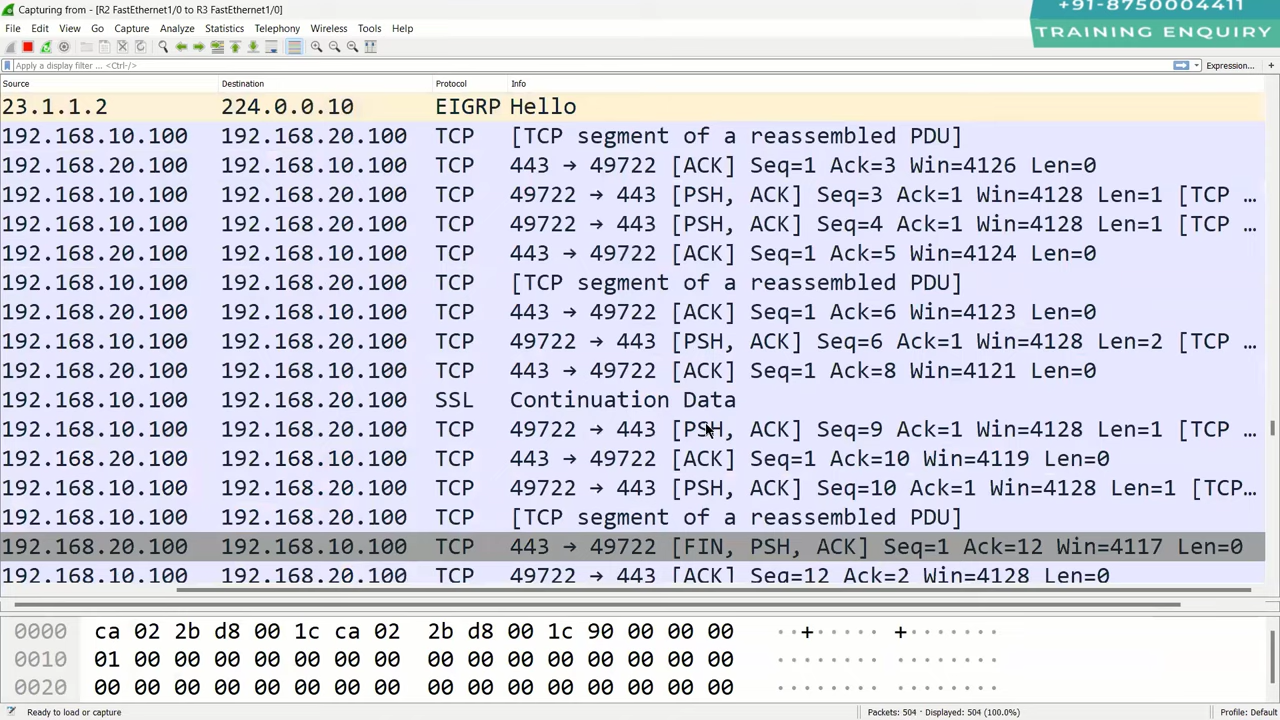 Capturing from - [R2 FastEthernet1/0 to R3 FastEthernet1/0]
+91-8750004411
TRAINING ENQUIRY
File Edit View Go Capture Analyze Statistics Telephony Wireless Tools Help
Apply a display filter ... <Ctrl-/>
Expression... +
Source Destination Protocol Info
23.1.1.2 224.0.0.10 EIGRP Hello
192.168.10.100 192.168.20.100 TCP [TCP segment of a reassembled PDU]
192.168.20.100 192.168.10.100 TCP 443 → 49722 [ACK] Seq=1 Ack=3 Win=4126 Len=0
192.168.10.100 192.168.20.100 TCP 49722 → 443 [PSH, ACK] Seq=3 Ack=1 Win=4128 Len=1 [TCP …
192.168.10.100 192.168.20.100 TCP 49722 → 443 [PSH, ACK] Seq=4 Ack=1 Win=4128 Len=1 [TCP …
192.168.20.100 192.168.10.100 TCP 443 → 49722 [ACK] Seq=1 Ack=5 Win=4124 Len=0
192.168.10.100 192.168.20.100 TCP [TCP segment of a reassembled PDU]
192.168.20.100 192.168.10.100 TCP 443 → 49722 [ACK] Seq=1 Ack=6 Win=4123 Len=0
192.168.10.100 192.168.20.100 TCP 49722 → 443 [PSH, ACK] Seq=6 Ack=1 Win=4128 Len=2 [TCP …
192.168.20.100 192.168.10.100 TCP 443 → 49722 [ACK] Seq=1 Ack=8 Win=4121 Len=0
192.168.10.100 192.168.20.100 SSL Continuation Data
192.168.10.100 192.168.20.100 TCP 49722 → 443 [PSH, ACK] Seq=9 Ack=1 Win=4128 Len=1 [TCP …
192.168.20.100 192.168.10.100 TCP 443 → 49722 [ACK] Seq=1 Ack=10 Win=4119 Len=0
192.168.10.100 192.168.20.100 TCP 49722 → 443 [PSH, ACK] Seq=10 Ack=1 Win=4128 Len=1 [TCP…
192.168.10.100 192.168.20.100 TCP [TCP segment of a reassembled PDU]
192.168.20.100 192.168.10.100 TCP 443 → 49722 [FIN, PSH, ACK] Seq=1 Ack=12 Win=4117 Len=0
192.168.10.100 192.168.20.100 TCP 49722 → 443 [ACK] Seq=12 Ack=2 Win=4128 Len=0
0000 ca 02 2b d8 00 1c ca 02 2b d8 00 1c 90 00 00 00 ··+····· +·······
0010 01 00 00 00 00 00 00 00 00 00 00 00 00 00 00 00 ········ ········
0020 00 00 00 00 00 00 00 00 00 00 00 00 00 00 00 00 ········ ········
Ready to load or capture
Packets: 504 · Displayed: 504 (100.0%)
Profile: Default